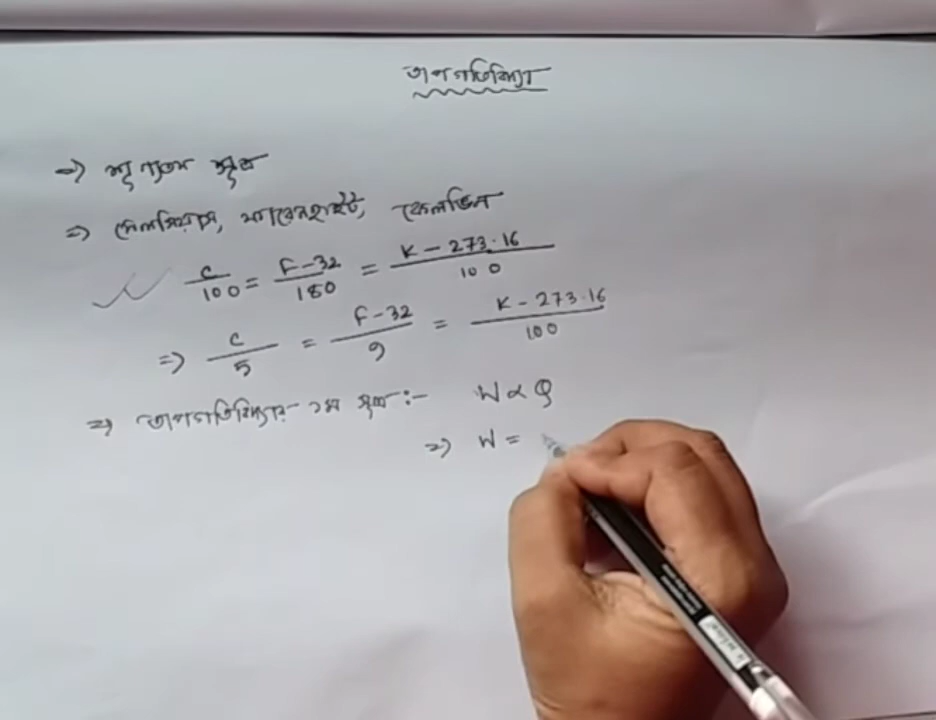 তাপগতিবিদ্যা
=> শূন্যতম সূত্র
=> সেলসিয়াস, ফারেনহাইট, কেলভিন
C/100 = F-32/180 = K-273.16/100
=> C/5 = F-32/9 = K-273.16/100
=> তাপগতিবিদ্যার ১ম সূত্র :- W ∝ Q
=> W =